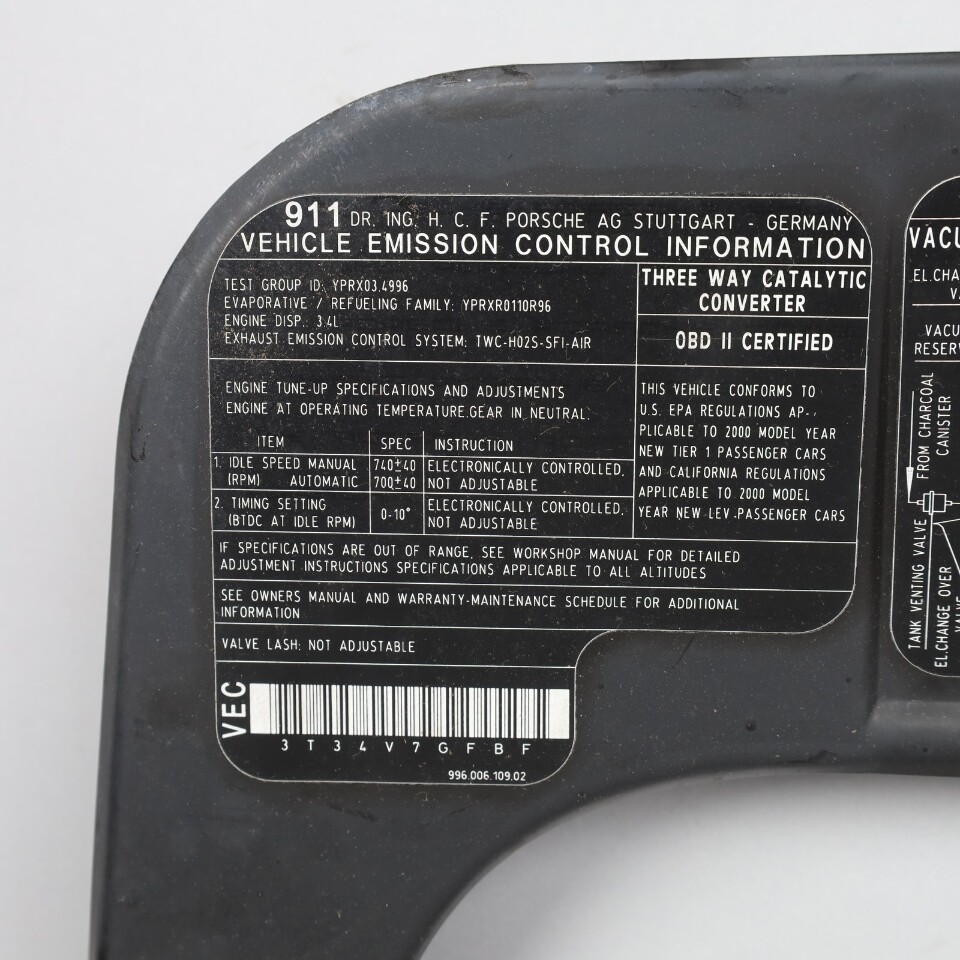 911 DR. ING. H. C. F. PORSCHE AG STUTTGART - GERMANY
VEHICLE EMISSION CONTROL INFORMATION
TEST GROUP ID: YPRX03.4996
EVAPORATIVE / REFUELING FAMILY: YPRXR0110R96
ENGINE DISP: 3.4L
EXHAUST EMISSION CONTROL SYSTEM: TWC-HO2S-SFI-AIR
THREE WAY CATALYTIC
CONVERTER
OBD II CERTIFIED
ENGINE TUNE-UP SPECIFICATIONS AND ADJUSTMENTS
ENGINE AT OPERATING TEMPERATURE.GEAR IN NEUTRAL.
ITEM SPEC INSTRUCTION
1. IDLE SPEED MANUAL 740±40 ELECTRONICALLY CONTROLLED.
(RPM) AUTOMATIC 700±40 NOT ADJUSTABLE
2. TIMING SETTING 0-10° ELECTRONICALLY CONTROLLED.
(BTDC AT IDLE RPM) NOT ADJUSTABLE
THIS VEHICLE CONFORMS TO
U.S. EPA REGULATIONS AP-
PLICABLE TO 2000 MODEL YEAR
NEW TIER 1 PASSENGER CARS
AND CALIFORNIA REGULATIONS
APPLICABLE TO 2000 MODEL
YEAR NEW LEV PASSENGER CARS
IF SPECIFICATIONS ARE OUT OF RANGE, SEE WORKSHOP MANUAL FOR DETAILED
ADJUSTMENT INSTRUCTIONS SPECIFICATIONS APPLICABLE TO ALL ALTITUDES
SEE OWNERS MANUAL AND WARRANTY-MAINTENANCE SCHEDULE FOR ADDITIONAL
INFORMATION
VALVE LASH: NOT ADJUSTABLE
VEC
3T34V7GFBF
996.006.109.02
VACU
EL.CHA
V
VACU
RESERV
FROM CHARCOAL
CANISTER
TANK VENTING VALVE
EL.CHANGE OVER
VALVE